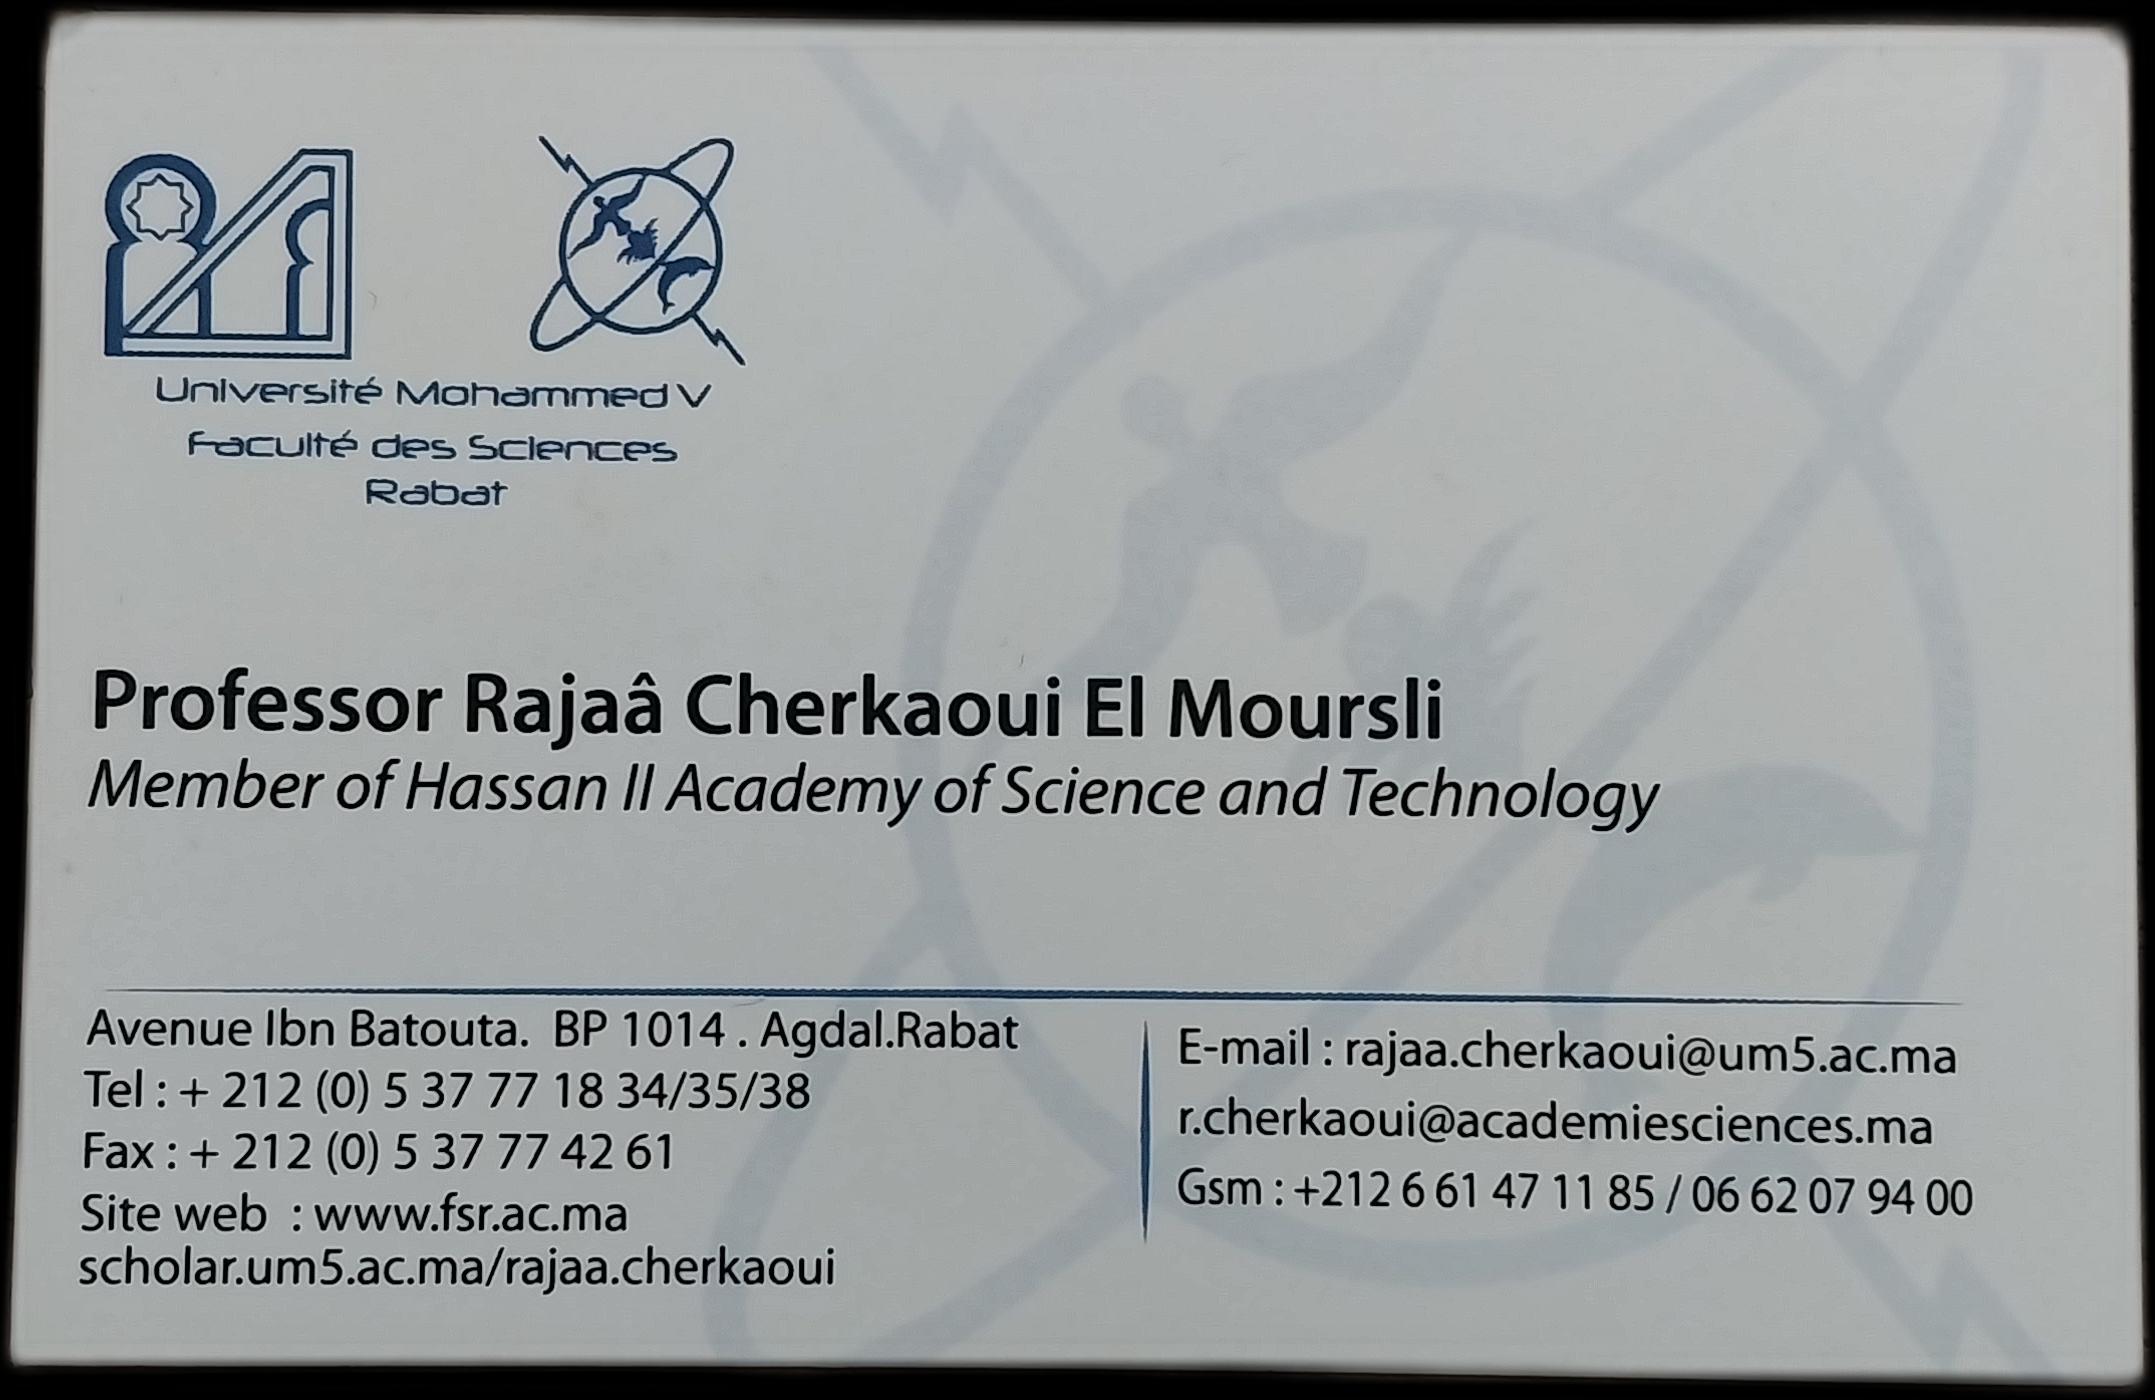 Université Mohammed V
Faculté des Sciences
Rabat
Professor Rajaâ Cherkaoui El Moursli
Member of Hassan II Academy of Science and Technology
Avenue Ibn Batouta.  BP 1014 . Agdal.Rabat
Tel : + 212 (0) 5 37 77 18 34/35/38
Fax : + 212 (0) 5 37 77 42 61
Site web  : www.fsr.ac.ma
scholar.um5.ac.ma/rajaa.cherkaoui
E-mail : rajaa.cherkaoui@um5.ac.ma
r.cherkaoui@academiesciences.ma
Gsm : +212 6 61 47 11 85 / 06 62 07 94 00